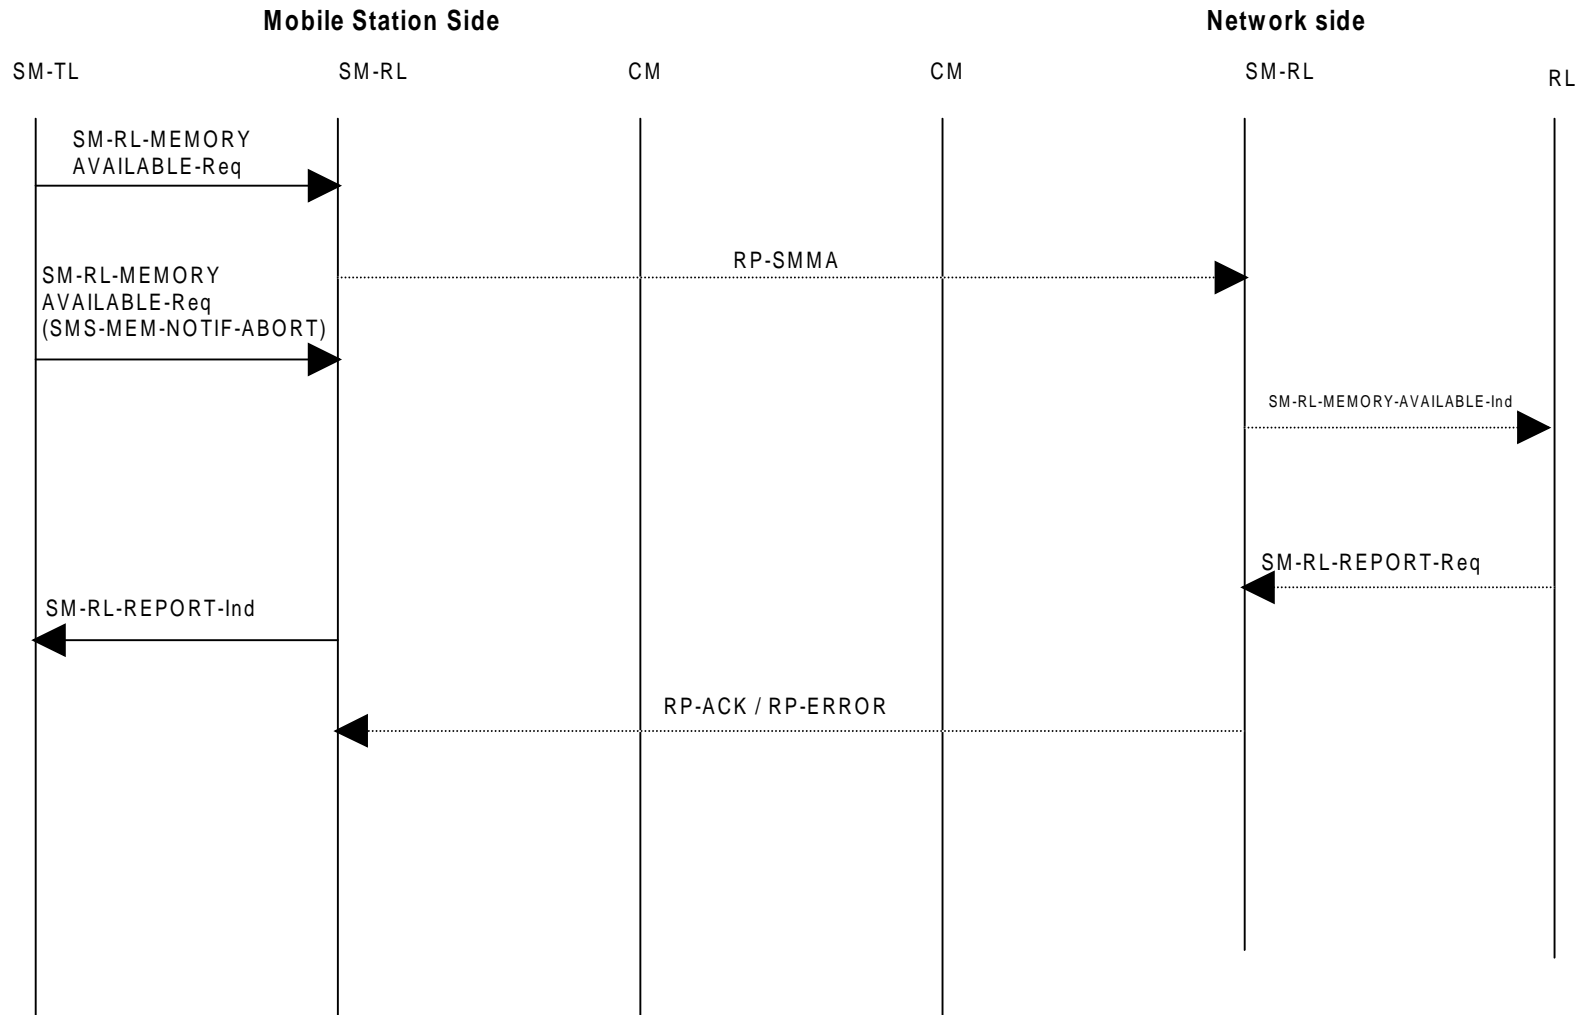 Mobile Station Side
Network side
SM-TL
SM-RL
CM
CM
SM-RL
RL
SM-RL-MEMORY
AVAILABLE-Req
RP-SMMA
SM-RL-MEMORY
AVAILABLE-Req
(SMS-MEM-NOTIF-ABORT)
SM-RL-MEMORY-AVAILABLE-Ind
SM-RL-REPORT-Req
SM-RL-REPORT-Ind
RP-ACK / RP-ERROR